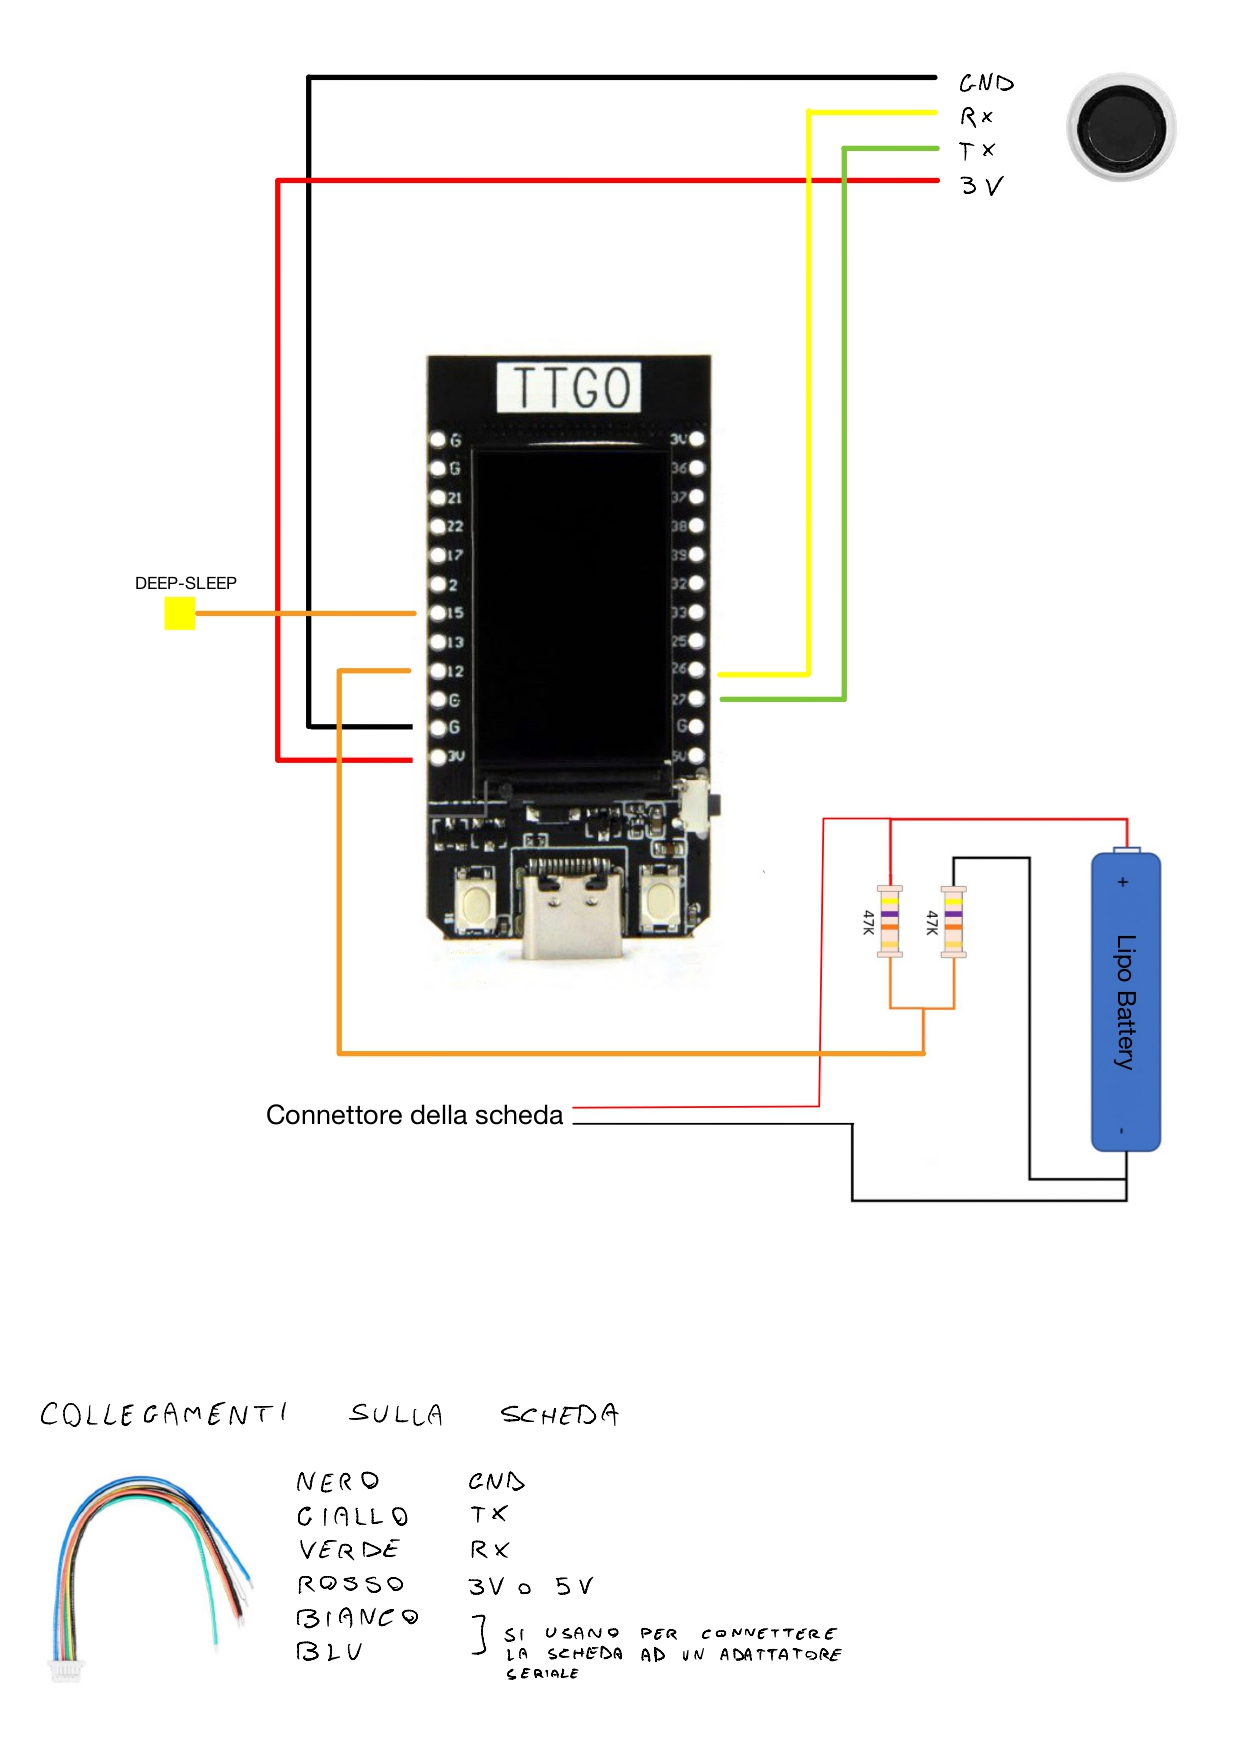 GND
Rx
Tx
3V
TTGO
G 3V
G 36
21 37
22 38
17 39
2 32
DEEP-SLEEP
15 33
13 25
12 26
G 27
G G
3V 5V
47K 47K
+
Lipo Battery
-
Connettore della scheda
COLLEGAMENTI SULLA SCHEDA
NERO GND
GIALLO TX
VERDE RX
ROSSO 3V o 5V
BIANCO
BLU
SI USANO PER CONNETTERE
LA SCHEDA AD UN ADATTATORE
SERIALE